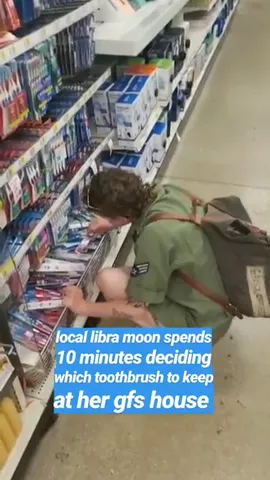 local libra moon spends
10 minutes deciding
which toothbrush to keep
at her gfs house